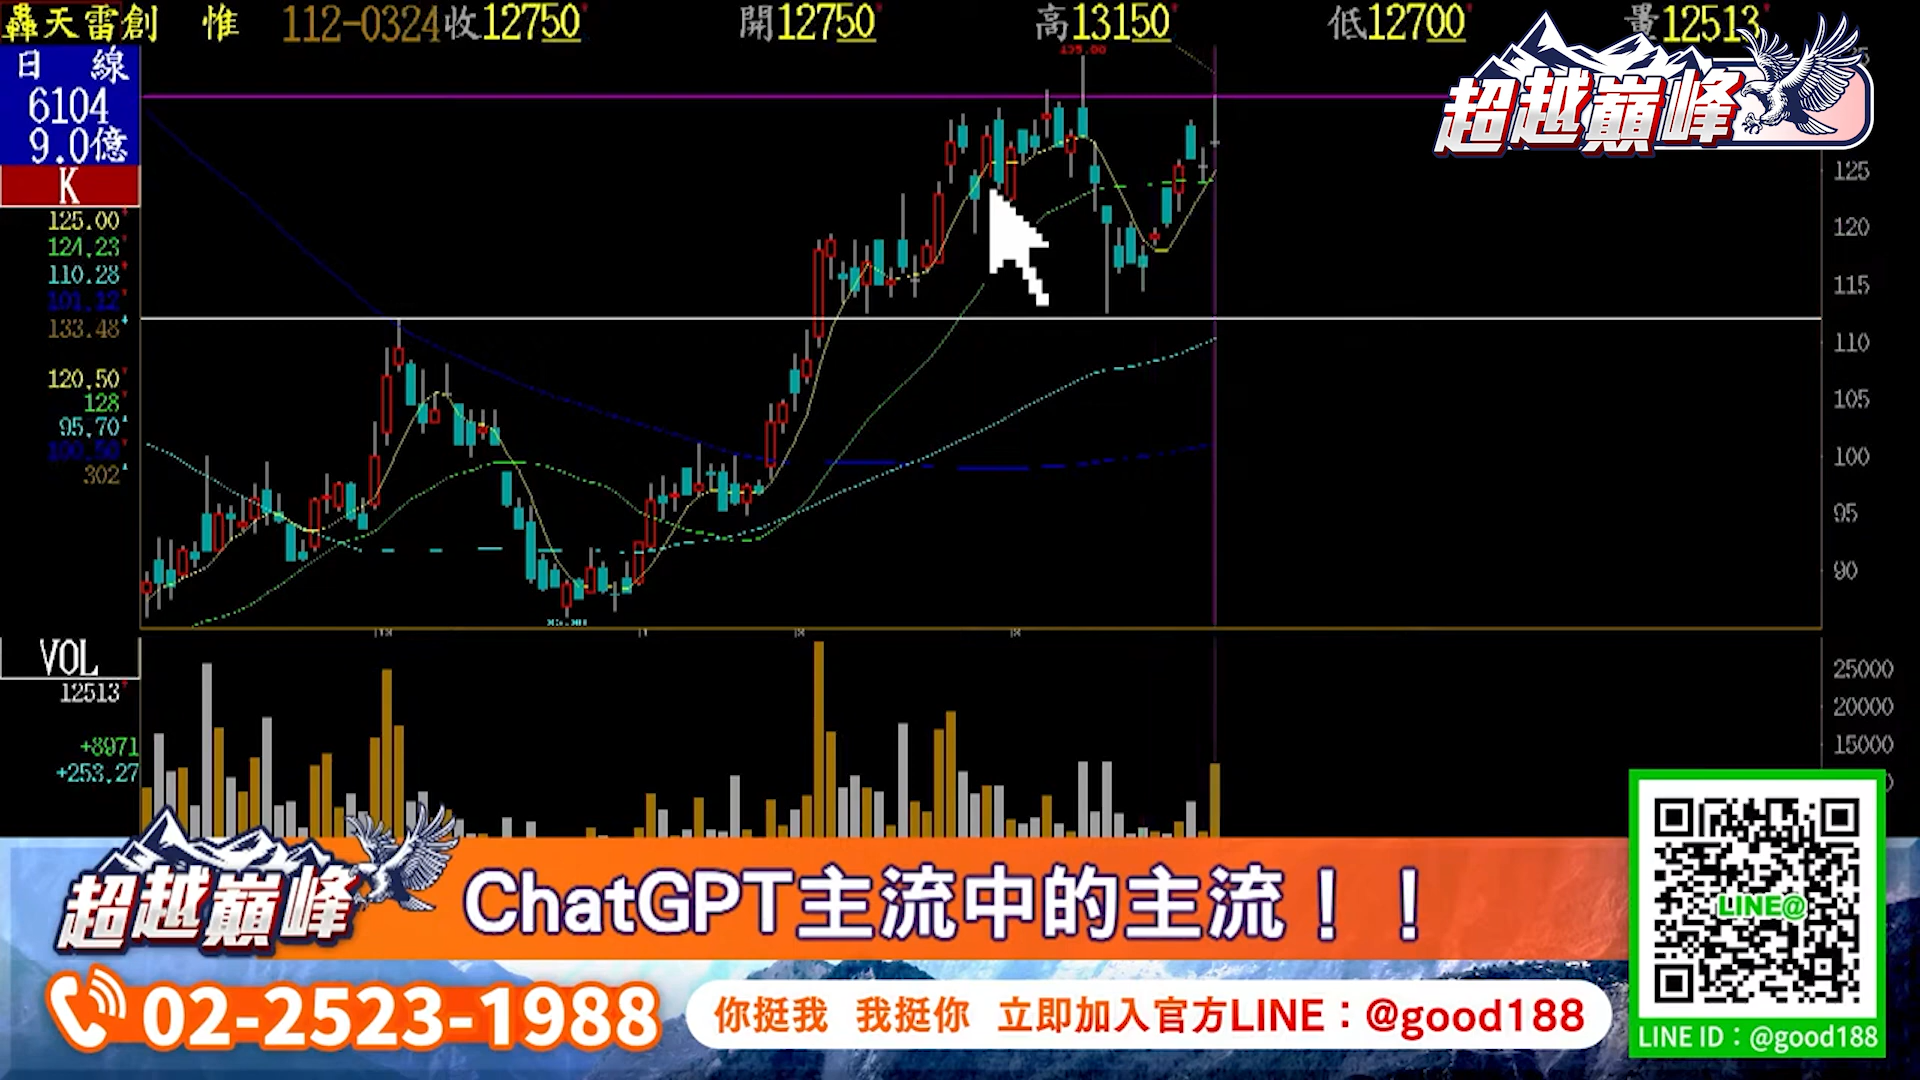 轟天雷創 惟 112-0324 收12750 開12750 高13150 低12700 量12513
日 線
6104
9.0億
K
125.00
124.23
110.28
101.12
133.48
120.50
128
95.70
100.50
302
135.00
超越巔峰
125
120
115
110
105
100
95
90
VOL
12513
+8971
+253.27
25000
20000
15000
超越巔峰
ChatGPT主流中的主流！！
02-2523-1988
你挺我 我挺你 立即加入官方LINE：@good188
LINE@
LINE ID：@good188